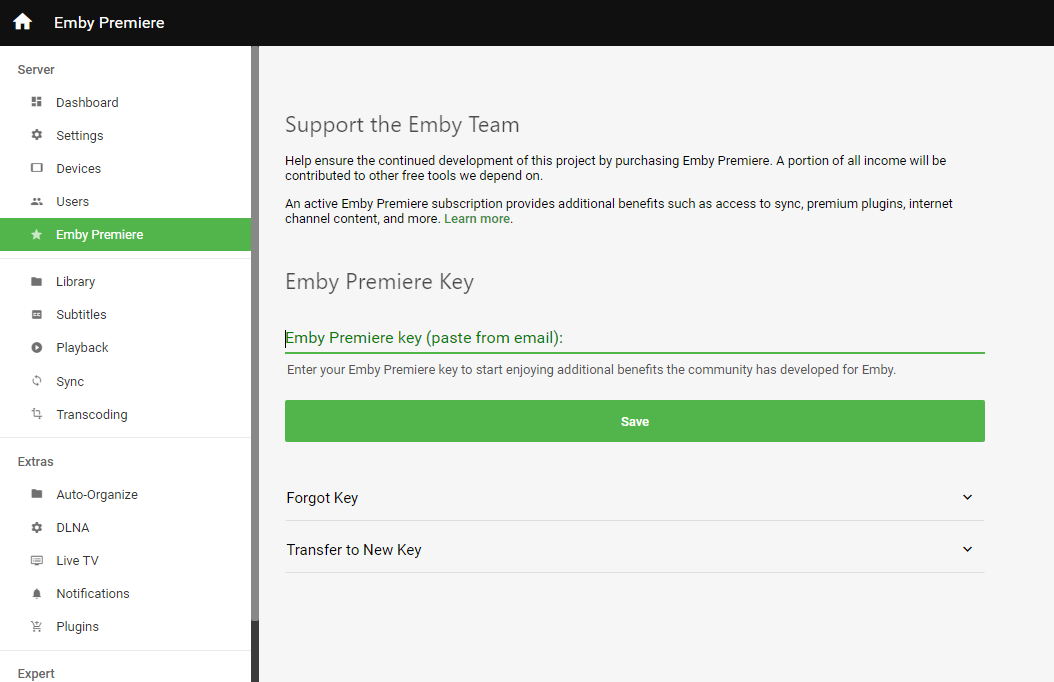 Emby Premiere
Server
Dashboard
Settings
Devices
Users
Emby Premiere
Library
Subtitles
Playback
Sync
Transcoding
Extras
Auto-Organize
DLNA
Live TV
Notifications
Plugins
Expert
Support the Emby Team
Help ensure the continued development of this project by purchasing Emby Premiere. A portion of all income will be
contributed to other free tools we depend on.
An active Emby Premiere subscription provides additional benefits such as access to sync, premium plugins, internet
channel content, and more. Learn more.
Emby Premiere Key
Emby Premiere key (paste from email):
Enter your Emby Premiere key to start enjoying additional benefits the community has developed for Emby.
Save
Forgot Key
Transfer to New Key